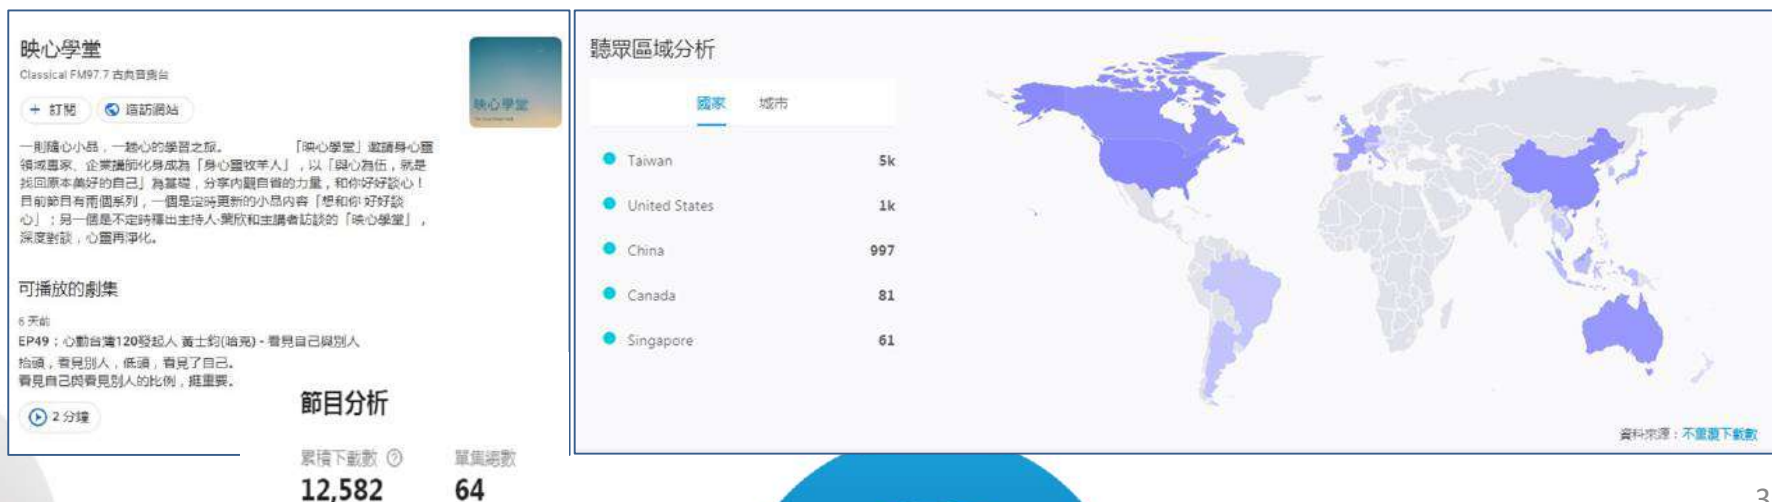 映心學堂
Classical FM97.7 古典音樂台
+ 訂閱
造訪網站
映心學堂
一則隨心小品，一趟心的學習之旅。 「映心學堂」邀請身心靈
領域專家、企業講師化身成為「身心靈牧羊人」，以「與心為伍，就是
找回原本美好的自己」為基礎，分享內觀自省的力量，和你好好談心！
目前節目有兩個系列，一個是定時更新的小品內容「想和你 好好談
心」；另一個是不定時釋出主持人-葉欣和主講者訪談的「映心學堂」，
深度對談，心靈再淨化。
可播放的劇集
6 天前
EP49：心動台灣120發起人 黃士鈞(哈克) - 看見自己與別人
抬頭，看見別人，低頭，看見了自己。
看見自己與看見別人的比例，挺重要。
2 分鐘
節目分析
累積下載數
單集總數
12,582
64
聽眾區域分析
國家
城市
Taiwan 5k
United States 1k
China 997
Canada 81
Singapore 61
資料來源：不重覆下載數
3